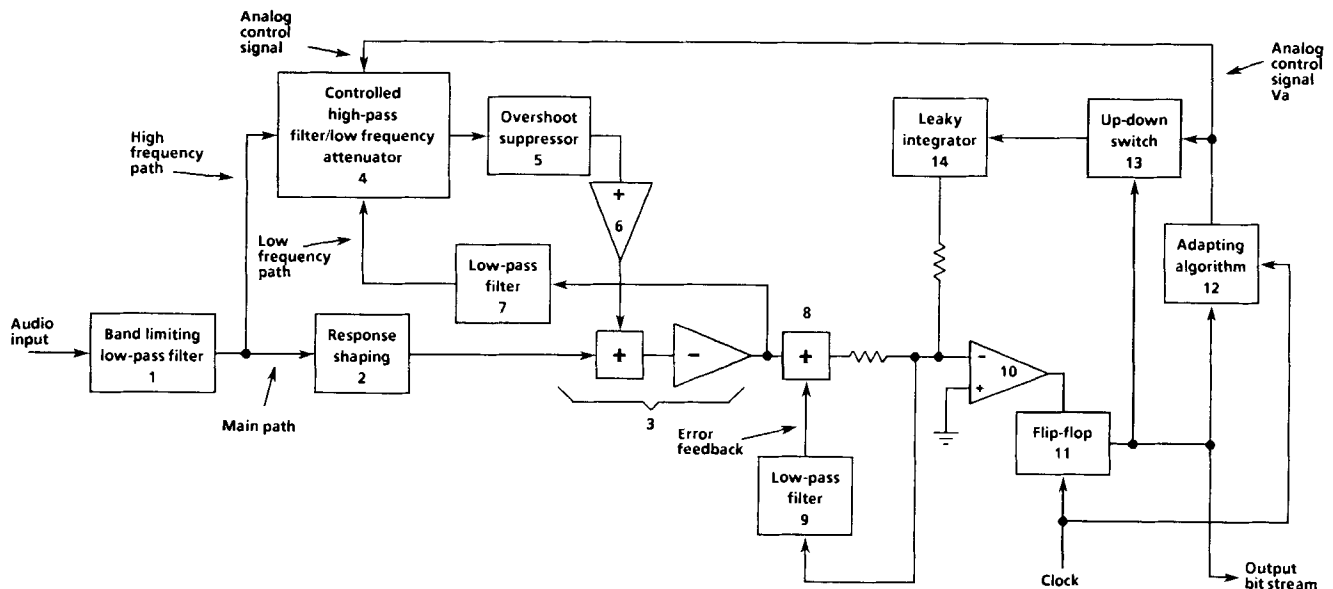 Analog
control
signal
Analog
control
signal
Va
Controlled
high-pass
filter/low frequency
attenuator
4
Overshoot
suppressor
5
Leaky
integrator
14
Up-down
switch
13
High
frequency
path
+
6
Low
frequency
path
Low-pass
filter
7
Adapting
algorithm
12
Audio
input
Band limiting
low-pass filter
1
Response
shaping
2
+
−
8
+
−
+
10
3
Main path
Error
feedback
Flip-flop
11
Low-pass
filter
9
Clock
Output
bit stream